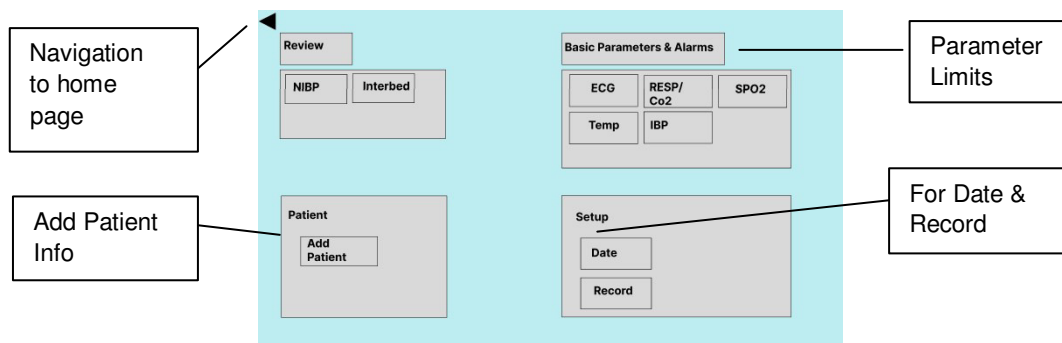 Navigation
to home
page
Review
NIBP
Interbed
Basic Parameters & Alarms
ECG
RESP/
Co2
SPO2
Temp
IBP
Parameter
Limits
Add Patient
Info
Patient
Add
Patient
Setup
Date
Record
For Date &
Record